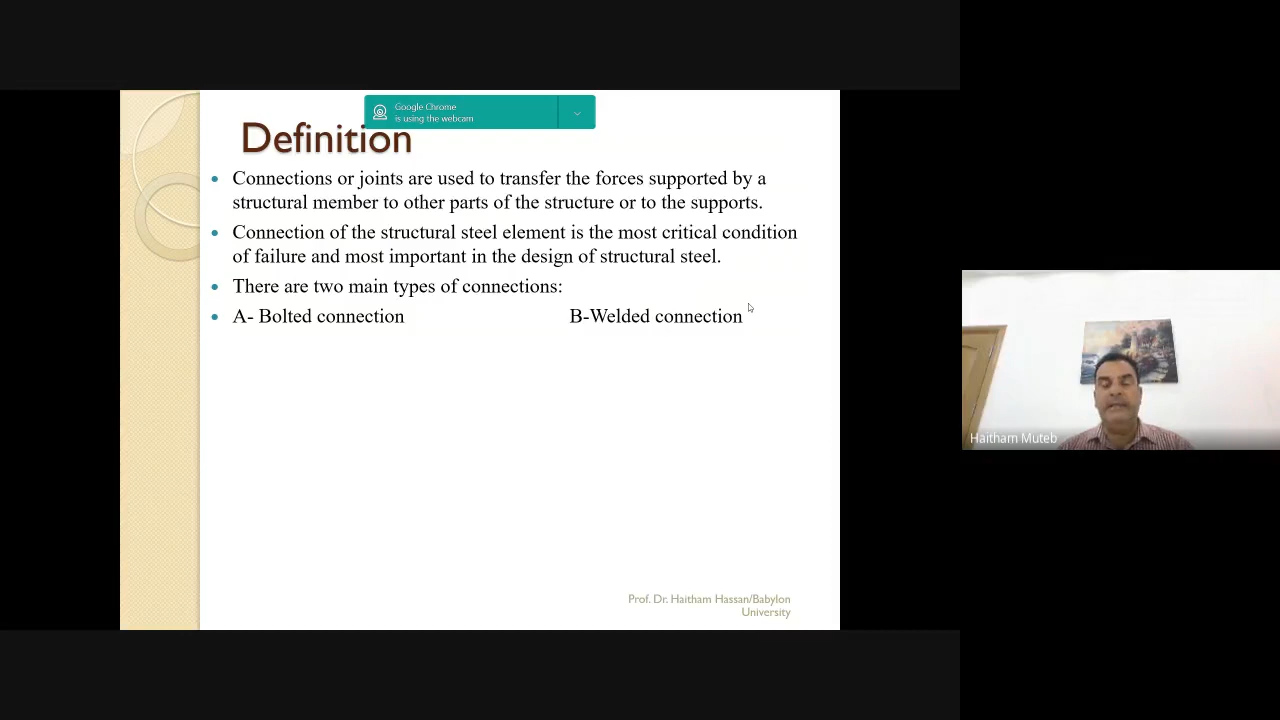 Google Chrome
is using the webcam
Definition
Connections or joints are used to transfer the forces supported by a
structural member to other parts of the structure or to the supports.
Connection of the structural steel element is the most critical condition
of failure and most important in the design of structural steel.
There are two main types of connections:
A- Bolted connection B-Welded connection
Haitham Muteb
Prof. Dr. Haitham Hassan/Babylon
University